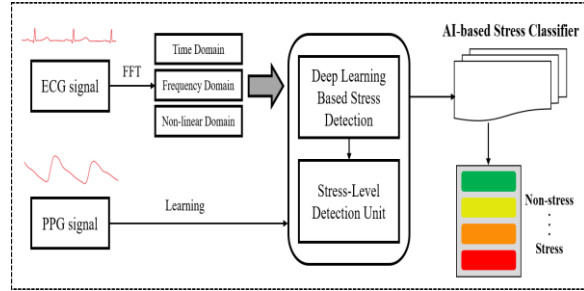 AI-based Stress Classifier
ECG signal
FFT
Time Domain
Frequency Domain
Non-linear Domain
Deep Learning
Based Stress
Detection
Stress-Level
Detection Unit
PPG signal
Learning
Non-stress
.
.
.
Stress